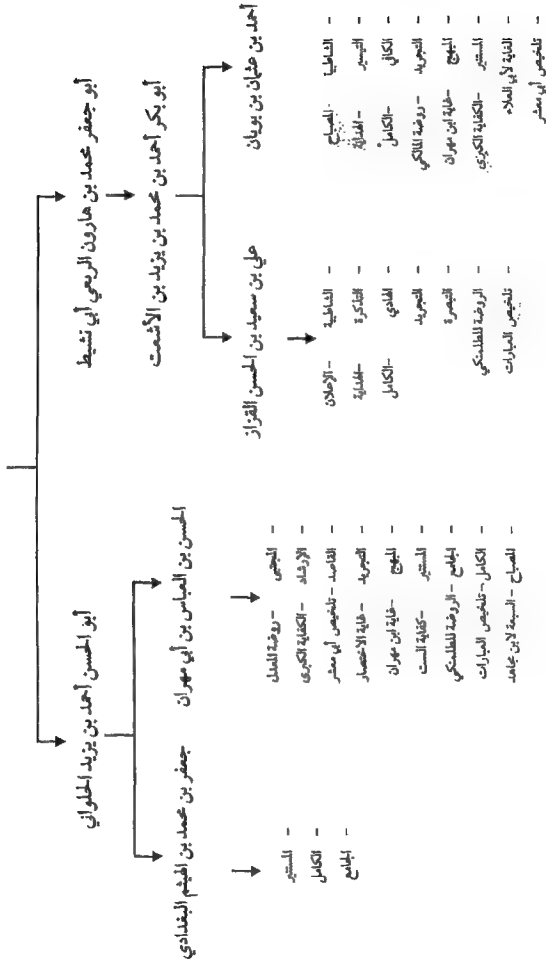 أبو جعفر محمد بن هارون الربعي أبي نشيط
أبو الحسن أحمد بن يزيد الحلواني
أبو بكر أحمد بن محمد بن يزيد بن الأشعث
أحمد بن عثمان بن بويان
- الشاطبية - المصباح
- التيسير - الهداية
- الكافي - الكامل
- التجريد - روضة المالكي
- المبهج - غاية ابن مهران
- المستنير - الكفاية الكبرى
- الغاية لأبي العلاء
- تلخيص أبي معشر
علي بن سعيد بن الحسن القزاز
- الشاطبية - الإعلان
- التذكرة - الهداية
- الهادي - الكامل
- التجريد
- التبصرة
- الروضة للطلمنكي
- تلخيص العبارات
الحسن بن العباس بن أبي مهران
- المجتبى - روضة المعدل
- الإرشاد - الكفاية الكبرى
- القاصد - تلخيص أبي معشر
- التجريد - غاية الاختصار
- المبهج - غاية ابن مهران
- المستنير - كفاية الست
- الجامع - الروضة للطلمنكي
- الكامل - تلخيص العبارات
- المصباح - السبعة لابن مجاهد
جعفر بن محمد بن الهيثم البغدادي
- المستنير
- الكامل
- الجامع